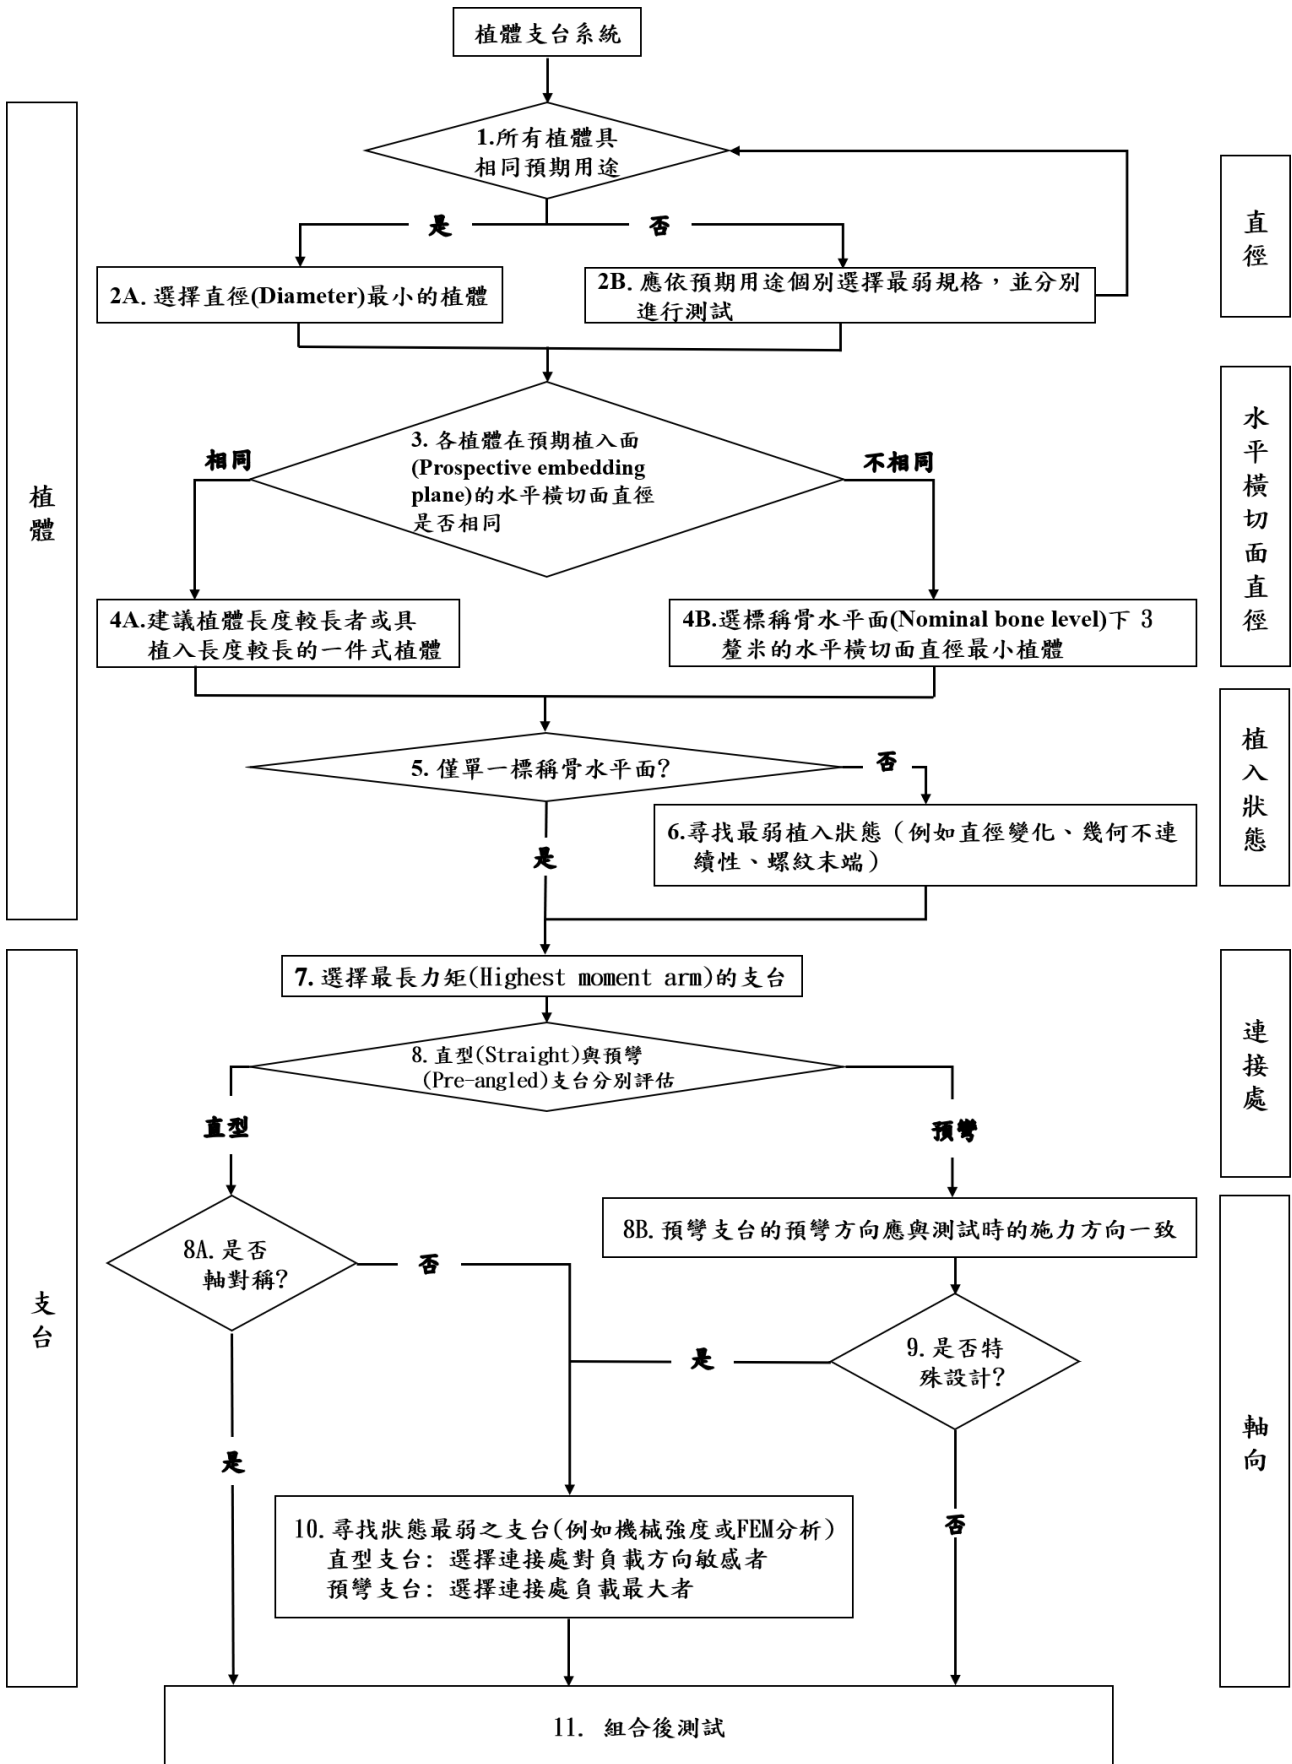 植體支台系統
1.所有植體具
相同預期用途
是
否
2A. 選擇直徑(Diameter)最小的植體
2B. 應依預期用途個別選擇最弱規格，並分別
進行測試
3. 各植體在預期植入面
(Prospective embedding
plane)的水平橫切面直徑
是否相同
相同
不相同
4A.建議植體長度較長者或具
植入長度較長的一件式植體
4B.選標稱骨水平面(Nominal bone level)下 3
釐米的水平橫切面直徑最小植體
5. 僅單一標稱骨水平面?
否
是
6.尋找最弱植入狀態（例如直徑變化、幾何不連
續性、螺紋末端）
7. 選擇最長力矩(Highest moment arm)的支台
8. 直型(Straight)與預彎
(Pre-angled)支台分別評估
直型
預彎
8A. 是否
軸對稱?
否
是
8B. 預彎支台的預彎方向應與測試時的施力方向一致
9. 是否特
殊設計?
是
否
10. 尋找狀態最弱之支台(例如機械強度或FEM分析)
直型支台: 選擇連接處對負載方向敏感者
預彎支台: 選擇連接處負載最大者
11. 組合後測試
植體
支台
直徑
水平橫切面直徑
植入狀態
連接處
軸向